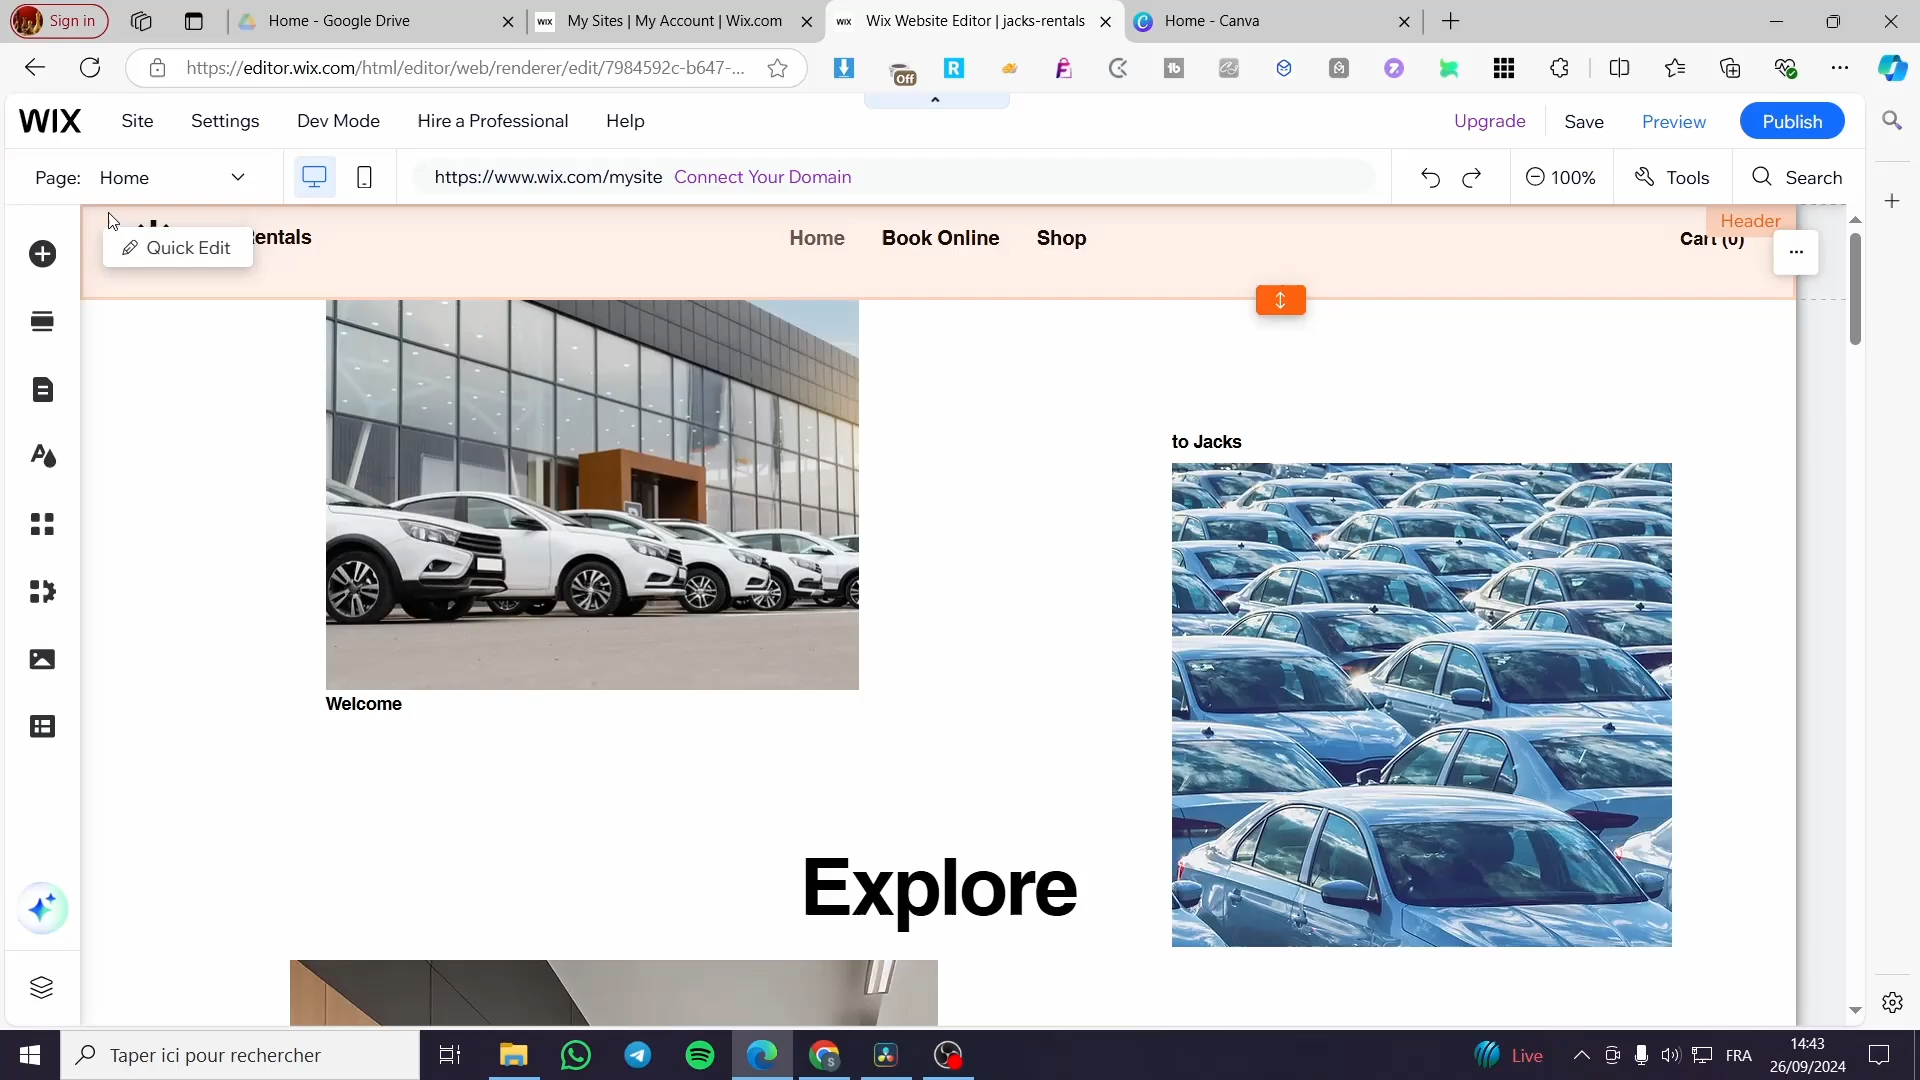 Sign in
Home - Google Drive
My Sites | My Account | Wix.com
Wix Website Editor | jacks-rentals
Home - Canva
https://editor.wix.com/html/editor/web/renderer/edit/7984592c-b647-...
Off
WIX
Site
Settings
Dev Mode
Hire a Professional
Help
Upgrade
Save
Preview
Publish
Page: Home
https://www.wix.com/mysite
Connect Your Domain
100%
Tools
Search
Header
Quick Edit
Home
Book Online
Shop
Cart (0)
to Jacks
Welcome
Explore
Taper ici pour rechercher
Live
FRA
14:43
26/09/2024